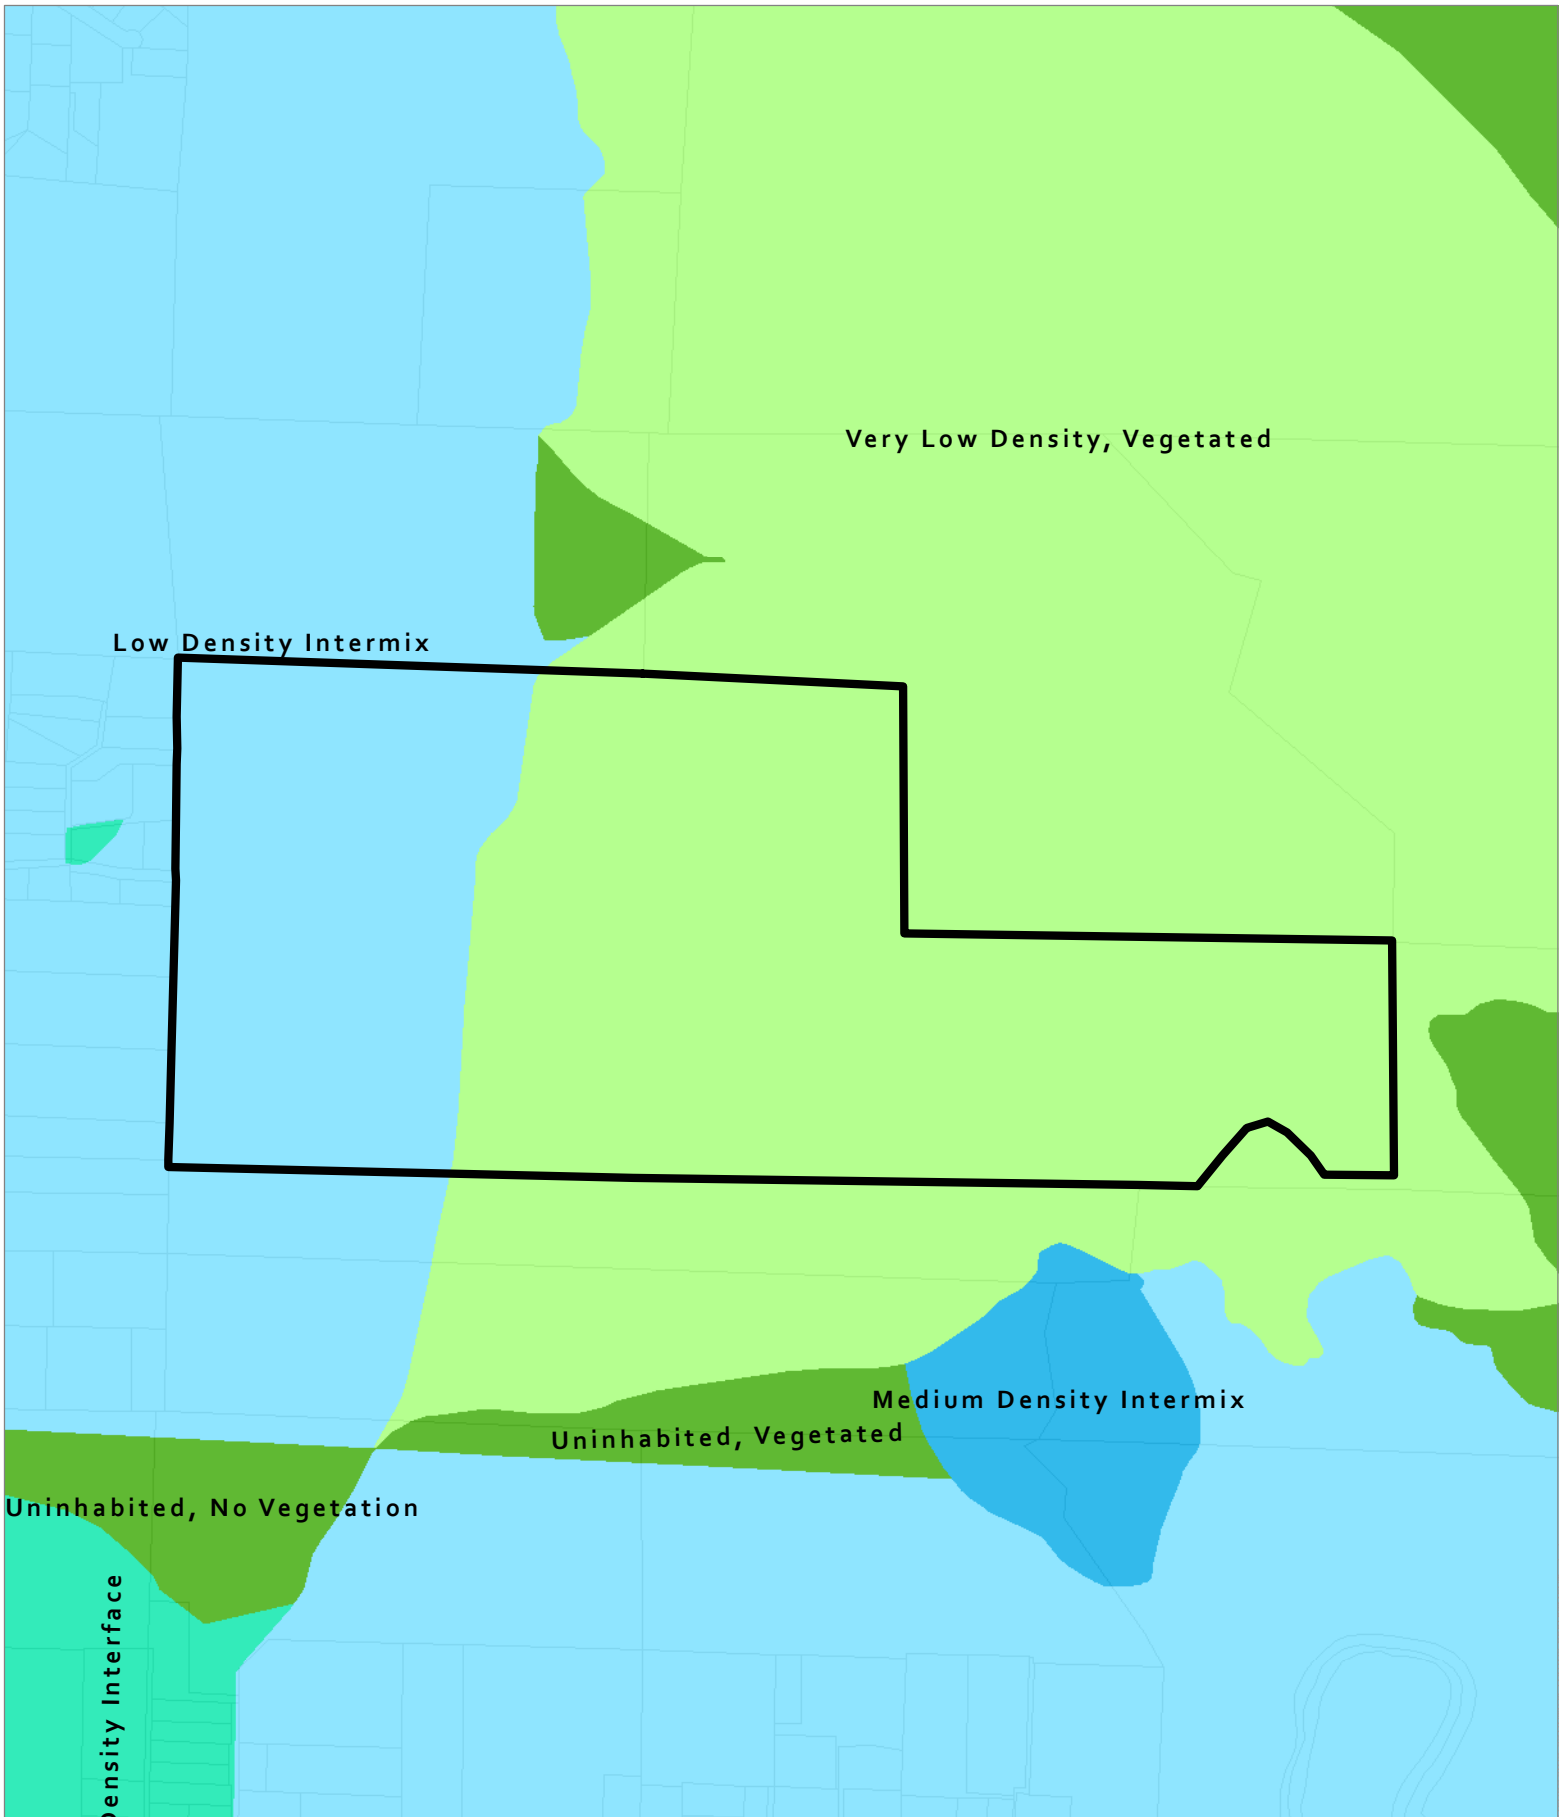 Very Low Density, Vegetated
Low Density Intermix
Medium Density Intermix
Uninhabited, Vegetated
Uninhabited, No Vegetation
Density Interface